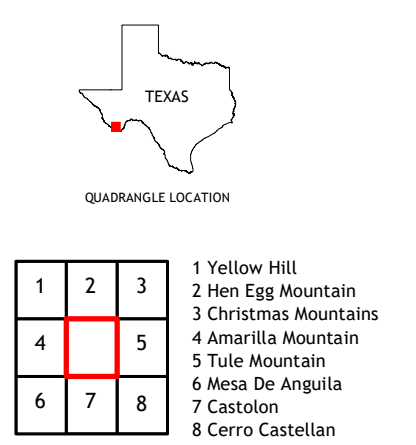 TEXAS
QUADRANGLE LOCATION
1 2 3
4 5
6 7 8
1 Yellow Hill
2 Hen Egg Mountain
3 Christmas Mountains
4 Amarilla Mountain
5 Tule Mountain
6 Mesa De Anguila
7 Castolon
8 Cerro Castellan